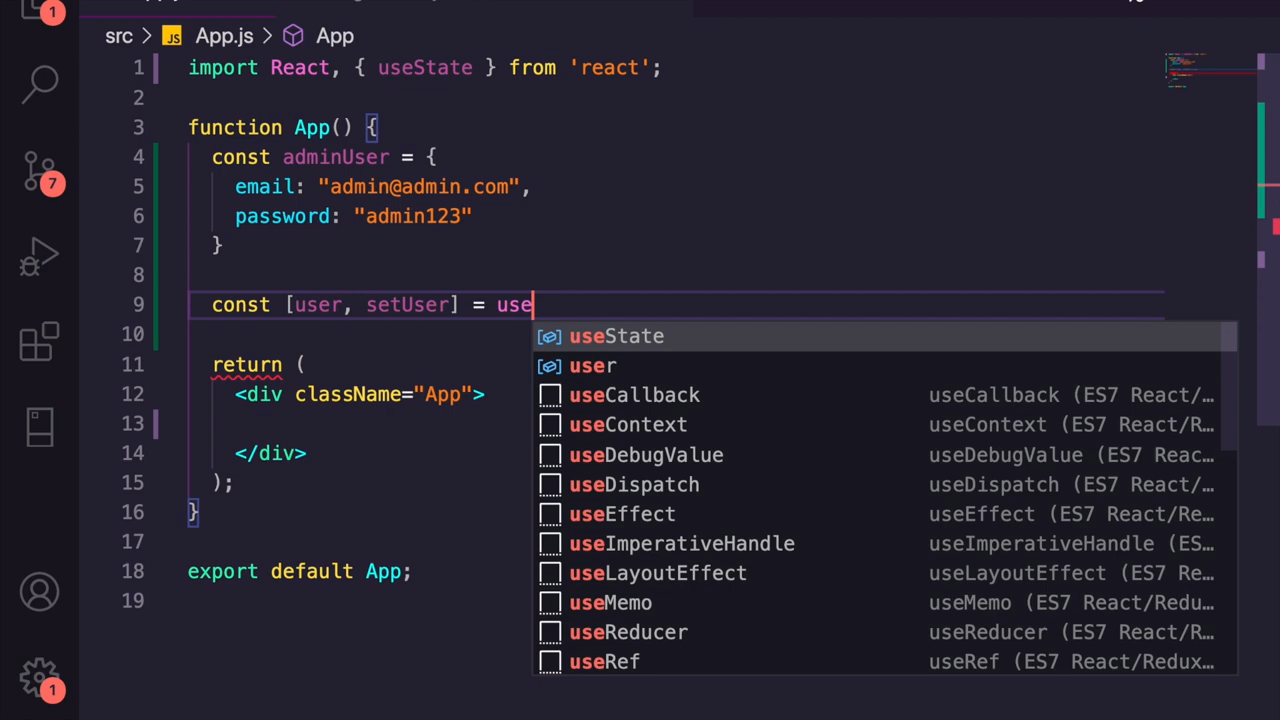 1
src > JS App.js > App
1 import React, { useState } from 'react';
2
3 function App() {
4 const adminUser = {
5 email: "admin@admin.com",
6 password: "admin123"
7 }
8
9 const [user, setUser] = use
10
11 return (
12 <div className="App">
13
14 </div>
15 );
16 }
17
18 export default App;
19
7
1
useState
user
useCallback useCallback (ES7 React/...
useContext useContext (ES7 React/R...
useDebugValue useDebugValue (ES7 Reac...
useDispatch useDispatch (ES7 React/...
useEffect useEffect (ES7 React/Re...
useImperativeHandle useImperativeHandle (ES...
useLayoutEffect useLayoutEffect (ES7 Re...
useMemo useMemo (ES7 React/Redu...
useReducer useReducer (ES7 React/R...
useRef useRef (ES7 React/Redux...